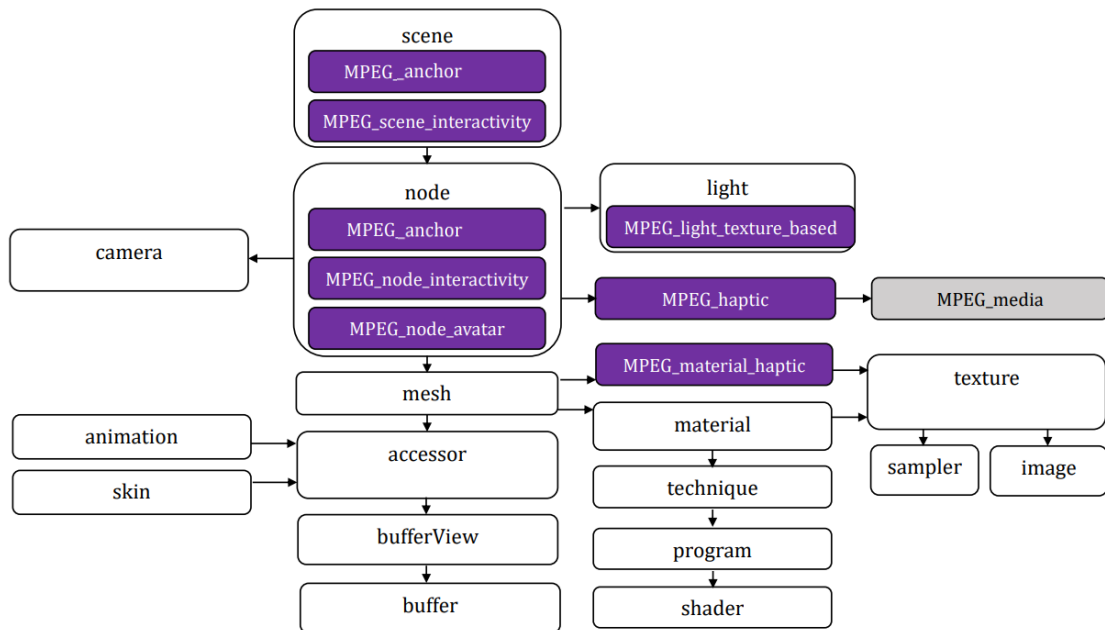 scene
MPEG_anchor
MPEG_scene_interactivity
node
MPEG_anchor
MPEG_node_interactivity
MPEG_node_avatar
light
MPEG_light_texture_based
camera
MPEG_haptic
MPEG_media
MPEG_material_haptic
texture
mesh
material
animation
accessor
sampler
image
skin
technique
bufferView
program
buffer
shader